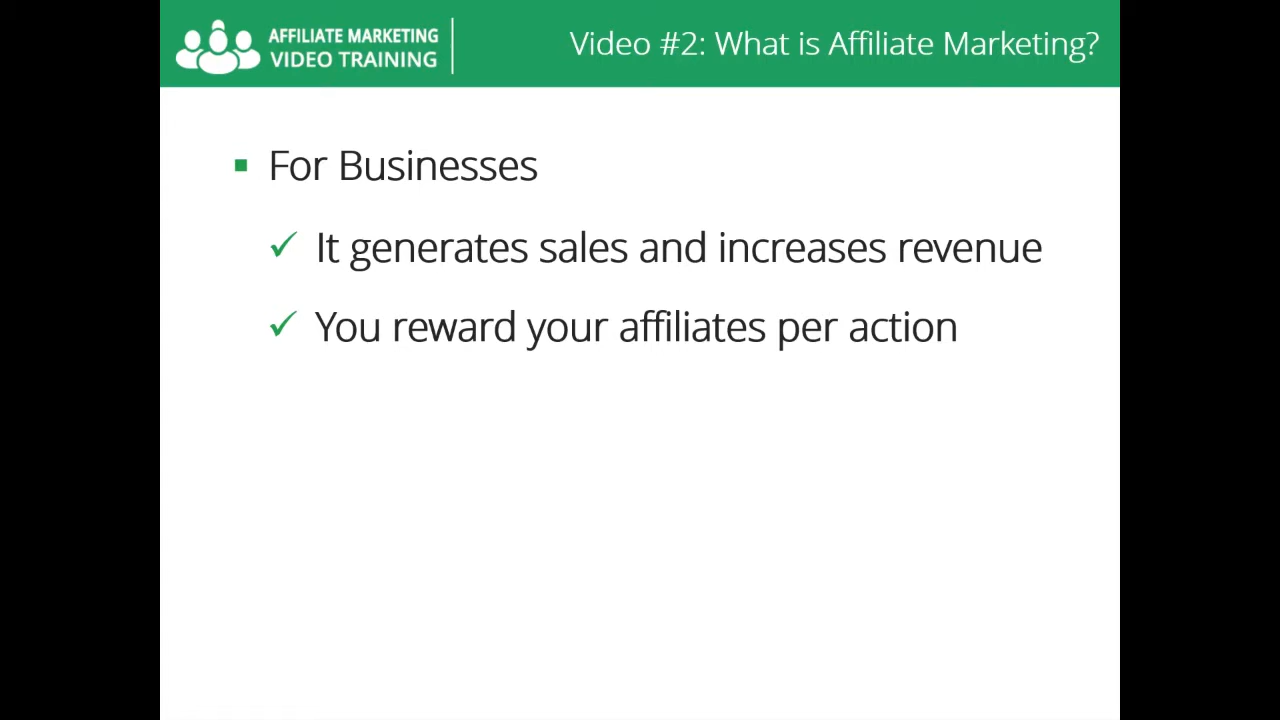 AFFILIATE MARKETING
VIDEO TRAINING
Video #2: What is Affiliate Marketing?
For Businesses
It generates sales and increases revenue
You reward your affiliates per action